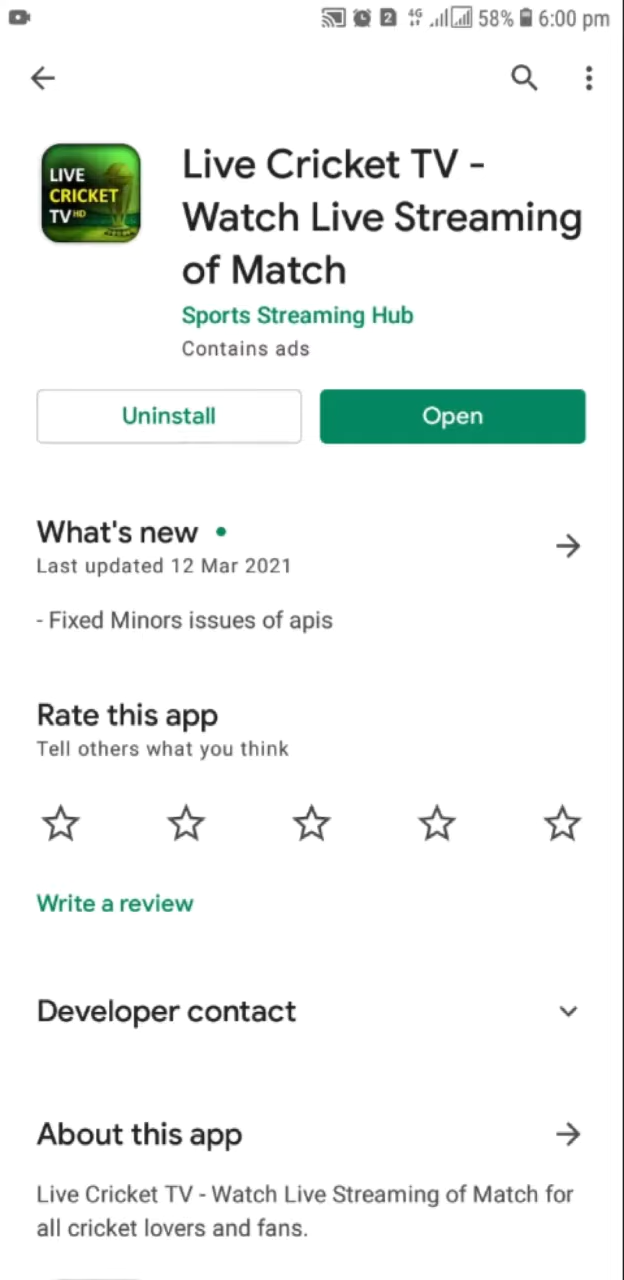 2 4G 58% 6:00 pm
LIVE
CRICKET
TV HD
Live Cricket TV -
Watch Live Streaming
of Match
Sports Streaming Hub
Contains ads
Uninstall
Open
What's new
Last updated 12 Mar 2021
- Fixed Minors issues of apis
Rate this app
Tell others what you think
Write a review
Developer contact
About this app
Live Cricket TV - Watch Live Streaming of Match for
all cricket lovers and fans.